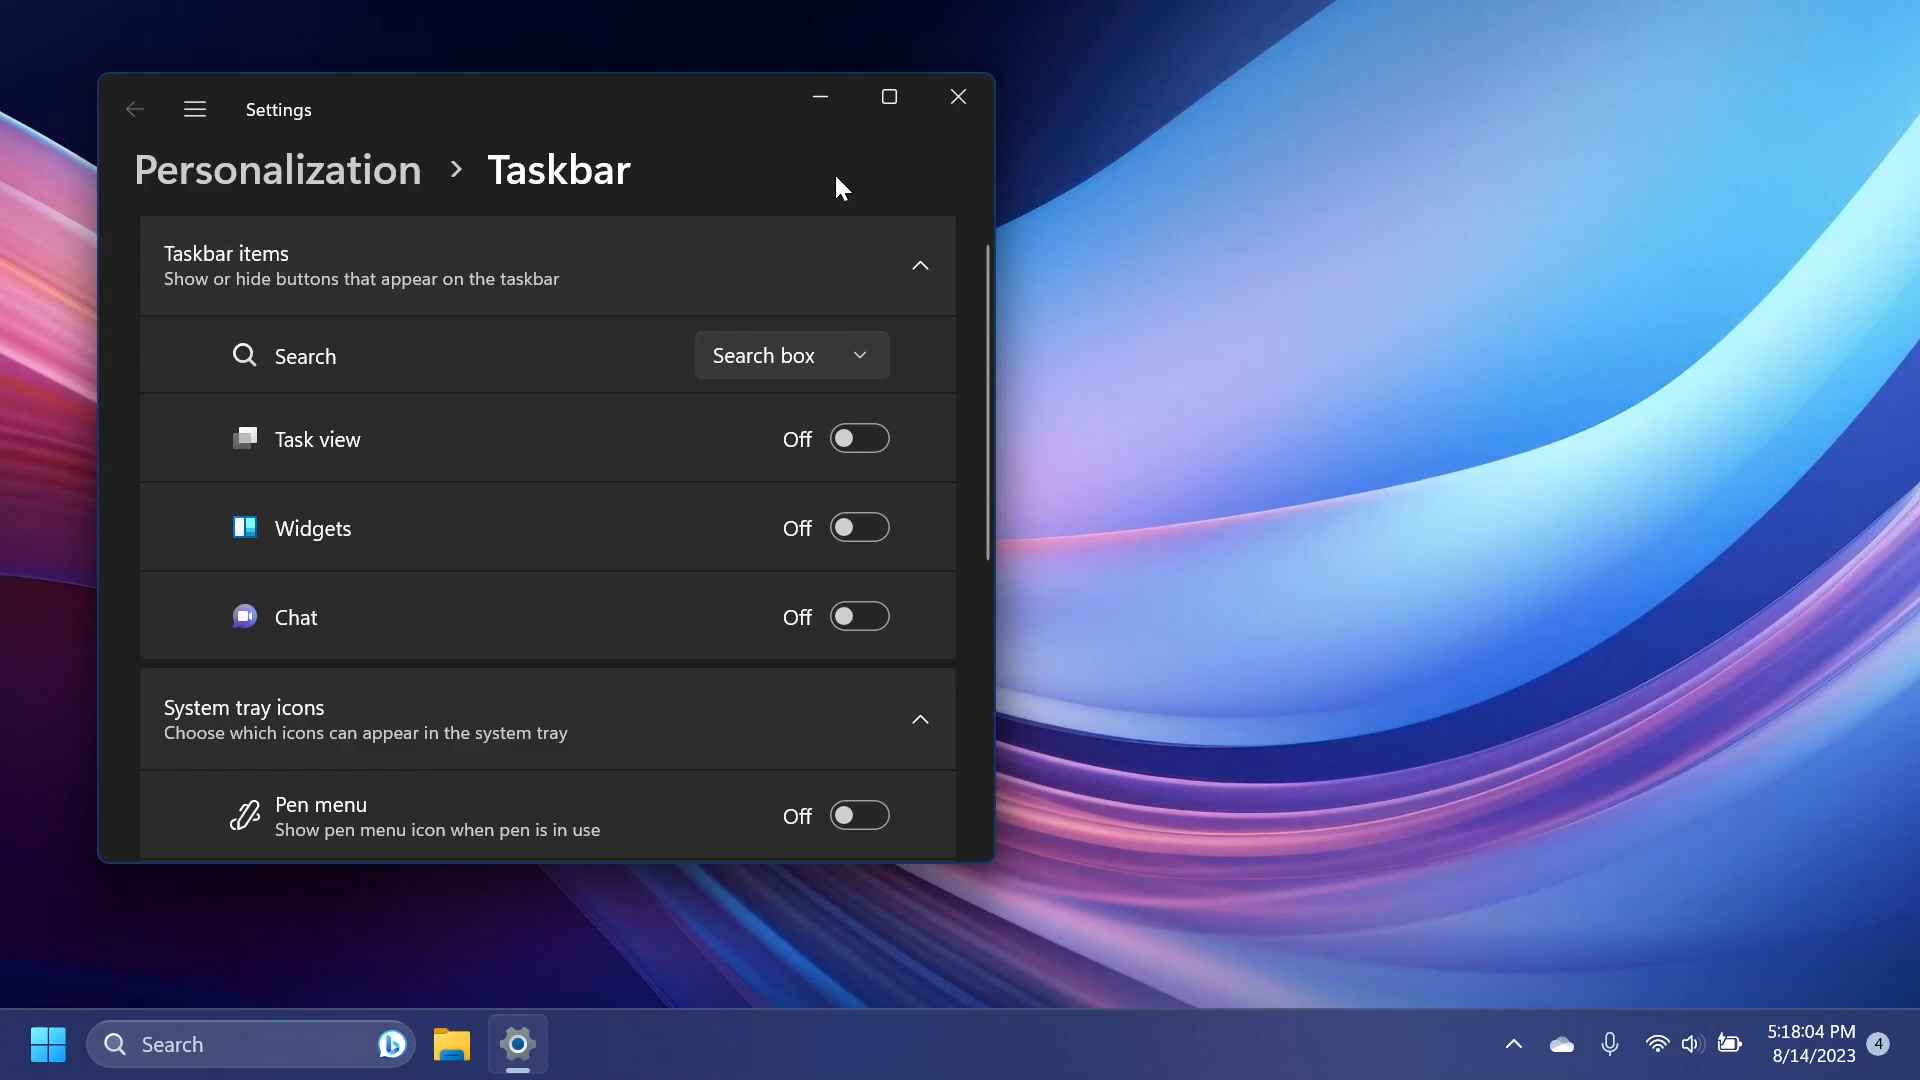 Settings
Personalization > Taskbar
Taskbar items
Show or hide buttons that appear on the taskbar
Search
Search box
Task view
Off
Widgets
Off
Chat
Off
System tray icons
Choose which icons can appear in the system tray
Pen menu
Show pen menu icon when pen is in use
Off
Search
5:18:04 PM
8/14/2023
4